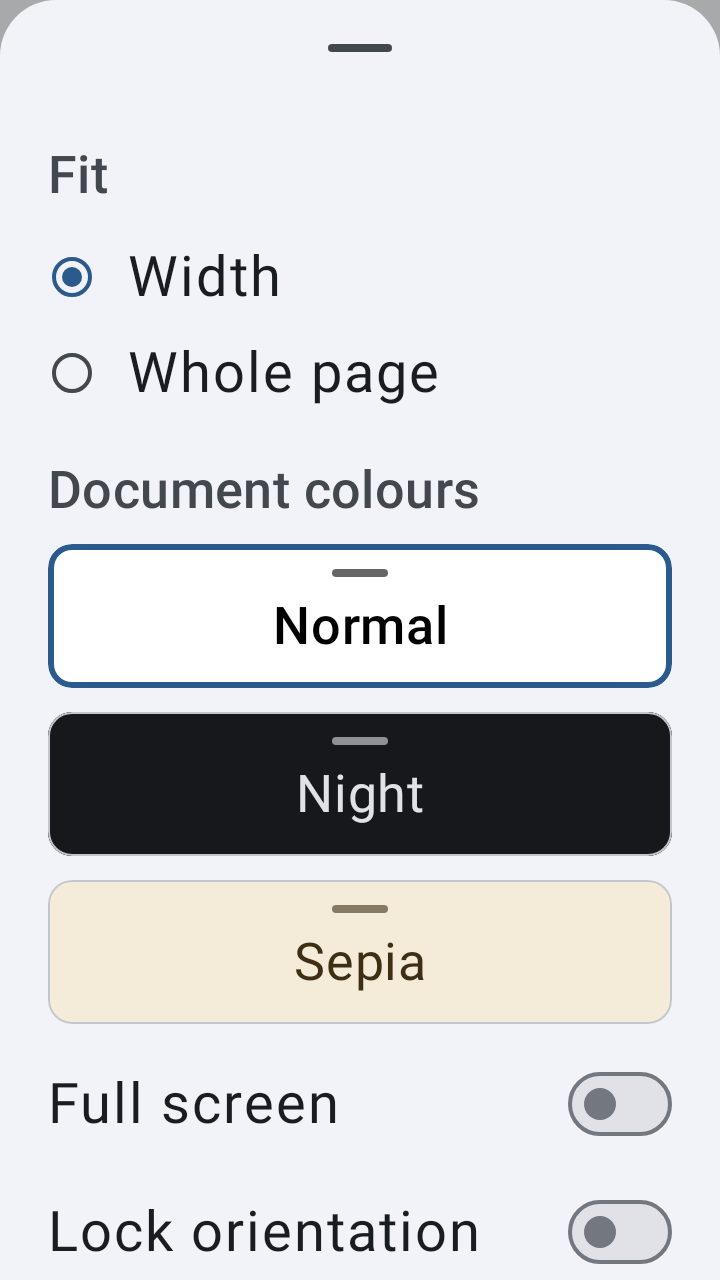 Fit
Width
Whole page
Document colours
Normal
Night
Sepia
Full screen
Lock orientation